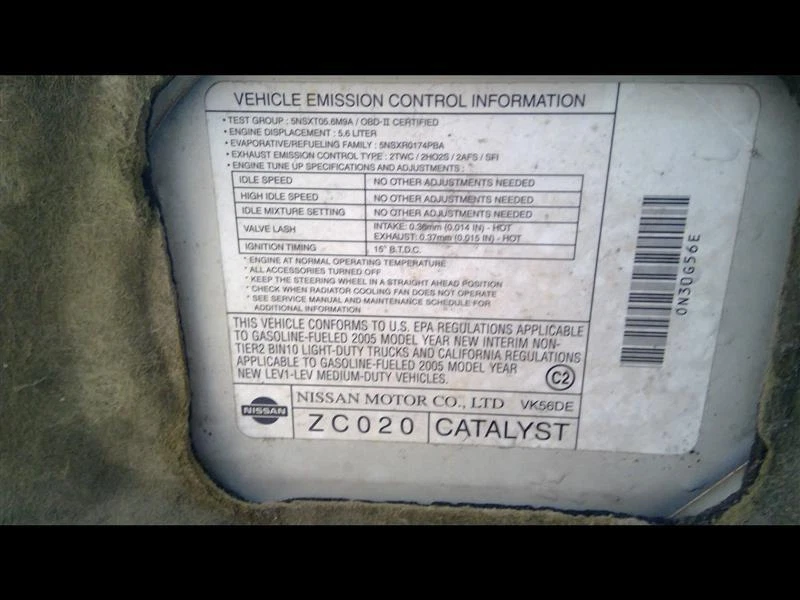 VEHICLE EMISSION CONTROL INFORMATION
• TEST GROUP : 5NSXT05.6M9A / OBD-II CERTIFIED
• ENGINE DISPLACEMENT : 5.6 LITER
• EVAPORATIVE/REFUELING FAMILY : 5NSXR0174PBA
• EXHAUST EMISSION CONTROL TYPE : 2TWC / 2HO2S / 2AFS / SFI
• ENGINE TUNE UP SPECIFICATIONS AND ADJUSTMENTS :
IDLE SPEED NO OTHER ADJUSTMENTS NEEDED
HIGH IDLE SPEED NO OTHER ADJUSTMENTS NEEDED
IDLE MIXTURE SETTING NO OTHER ADJUSTMENTS NEEDED
VALVE LASH INTAKE: 0.36mm (0.014 IN) - HOT
EXHAUST: 0.37mm (0.015 IN) - HOT
IGNITION TIMING 15° B.T.D.C.
* ENGINE AT NORMAL OPERATING TEMPERATURE
* ALL ACCESSORIES TURNED OFF
* KEEP THE STEERING WHEEL IN A STRAIGHT AHEAD POSITION
* CHECK WHEN RADIATOR COOLING FAN DOES NOT OPERATE
* SEE SERVICE MANUAL AND MAINTENANCE SCHEDULE FOR
ADDITIONAL INFORMATION
THIS VEHICLE CONFORMS TO U.S. EPA REGULATIONS APPLICABLE
TO GASOLINE-FUELED 2005 MODEL YEAR NEW INTERIM NON-
TIER2 BIN10 LIGHT-DUTY TRUCKS AND CALIFORNIA REGULATIONS
APPLICABLE TO GASOLINE-FUELED 2005 MODEL YEAR
NEW LEV1-LEV MEDIUM-DUTY VEHICLES.
C2
NISSAN
NISSAN MOTOR CO., LTD VK56DE
ZC020 CATALYST
0N30G56E